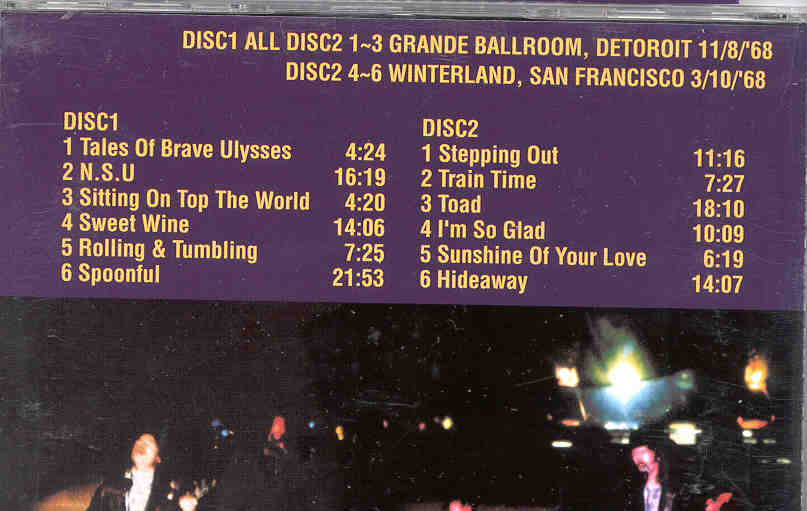 DISC1 ALL DISC2 1~3 GRANDE BALLROOM, DETOROIT 11/8/'68
DISC2 4~6 WINTERLAND, SAN FRANCISCO 3/10/'68
DISC1
1 Tales Of Brave Ulysses 4:24
2 N.S.U 16:19
3 Sitting On Top The World 4:20
4 Sweet Wine 14:06
5 Rolling & Tumbling 7:25
6 Spoonful 21:53
DISC2
1 Stepping Out 11:16
2 Train Time 7:27
3 Toad 18:10
4 I'm So Glad 10:09
5 Sunshine Of Your Love 6:19
6 Hideaway 14:07